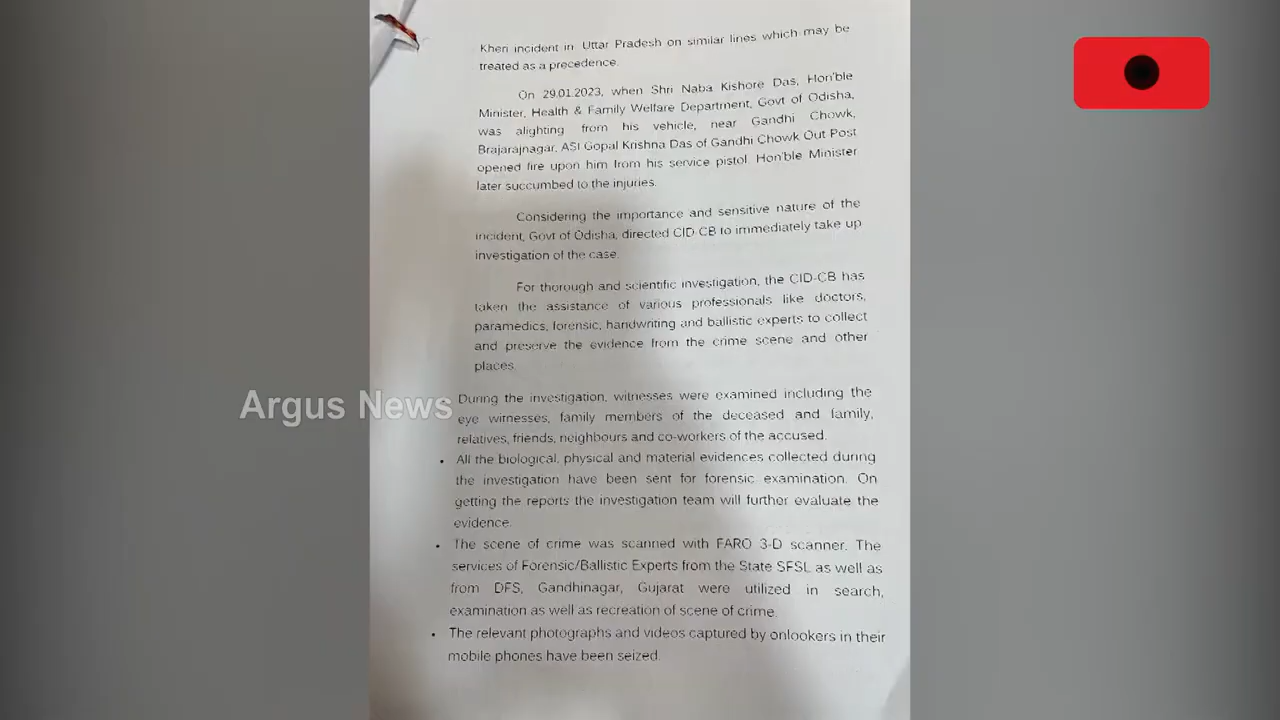 Kheri incident in Uttar Pradesh on similar lines which may be
treated as a precedence.
On 29.01.2023, when Shri Naba Kishore Das, Hon'ble
Minister, Health & Family Welfare Department, Govt of Odisha,
was alighting from his vehicle, near Gandhi Chowk,
Brajarajnagar, ASI Gopal Krishna Das of Gandhi Chowk Out Post
opened fire upon him from his service pistol. Hon'ble Minister
later succumbed to the injuries.
Considering the importance and sensitive nature of the
incident, Govt of Odisha, directed CID-CB to immediately take up
investigation of the case.
For thorough and scientific investigation, the CID-CB has
taken the assistance of various professionals like doctors,
paramedics, forensic, handwriting and ballistic experts to collect
and preserve the evidence from the crime scene and other
places.
Argus News
During the investigation, witnesses were examined including the
eye witnesses, family members of the deceased and family,
relatives, friends, neighbours and co-workers of the accused.
• All the biological, physical and material evidences collected during
the investigation have been sent for forensic examination. On
getting the reports the investigation team will further evaluate the
evidence.
• The scene of crime was scanned with FARO 3-D scanner. The
services of Forensic/Ballistic Experts from the State SFSL as well as
from DFS, Gandhinagar, Gujarat were utilized in search,
examination as well as recreation of scene of crime.
• The relevant photographs and videos captured by onlookers in their
mobile phones have been seized.